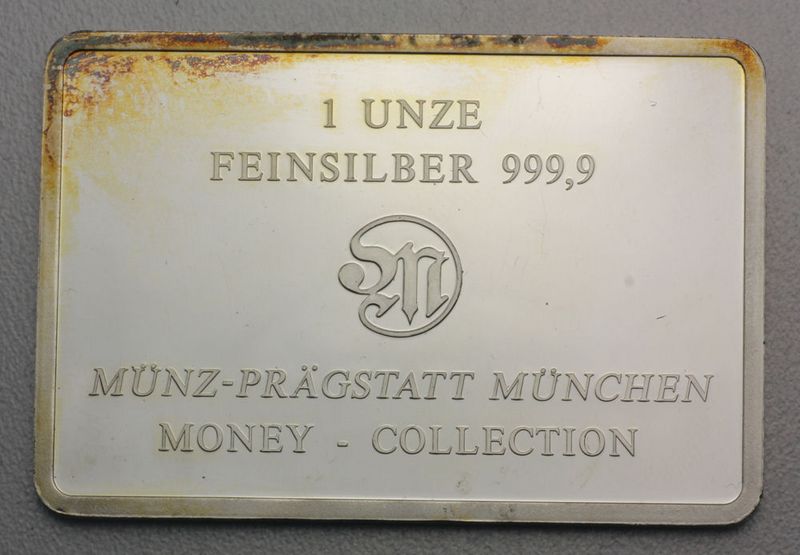 1 UNZE
FEINSILBER 999,9
M
MÜNZ-PRÄGSTATT MÜNCHEN
MONEY - COLLECTION